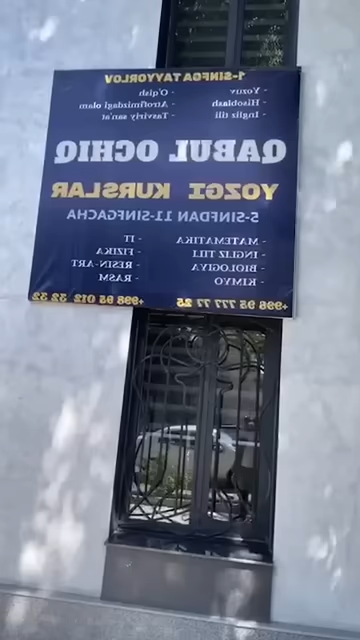 1-SINFGA TAYYORLOV
- Yozuv - O'qish
- Hisoblash - Atrofimizdagi olam
- Ingliz tili - Tasviriy san'at
QABUL OCHIQ
YOZGI KURSLAR
5-SINFDAN 11-SINFGACHA
- MATEMATIKA - IT
- INGLIZ TILI - FIZIKA
- BIOLOGIYA - RESIN-ART
- KIMYO - RASM
+998 95 777 77 25 +998 95 012 32 32